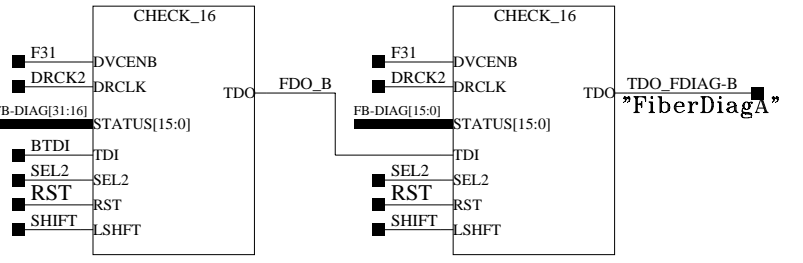 CHECK_16
F31
DVCENB
DRCK2
DRCLK
TDO
FDO_B
FB-DIAG[31:16]
STATUS[15:0]
BTDI
TDI
SEL2
SEL2
RST
RST
SHIFT
LSHFT
CHECK_16
F31
DVCENB
DRCK2
DRCLK
TDO
TDO_FDIAG-B
"FiberDiagA"
FB-DIAG[15:0]
STATUS[15:0]
TDI
SEL2
SEL2
RST
RST
SHIFT
LSHFT